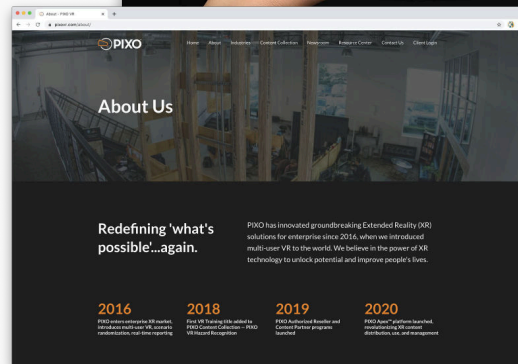 About - PIXO VR
pixovr.com/about/
PIXO
Home About Industries Content Collection Newsroom Resource Center Contact Us Client Login
About Us
Redefining 'what's
possible'...again.
PIXO has innovated groundbreaking Extended Reality (XR)
solutions for enterprise since 2016, when we introduced
multi-user VR to the world. We believe in the power of XR
technology to unlock potential and improve people's lives.
2016
PIXO enters enterprise XR market,
introduces multi-user VR, scenario
randomization, real-time reporting
2018
First VR Training title added to
PIXO Content Collection — PIXO
VR Hazard Recognition
2019
PIXO Authorized Reseller and
Content Partner programs
launched
2020
PIXO Apex™ platform launched,
revolutionizing XR content
distribution, use, and management